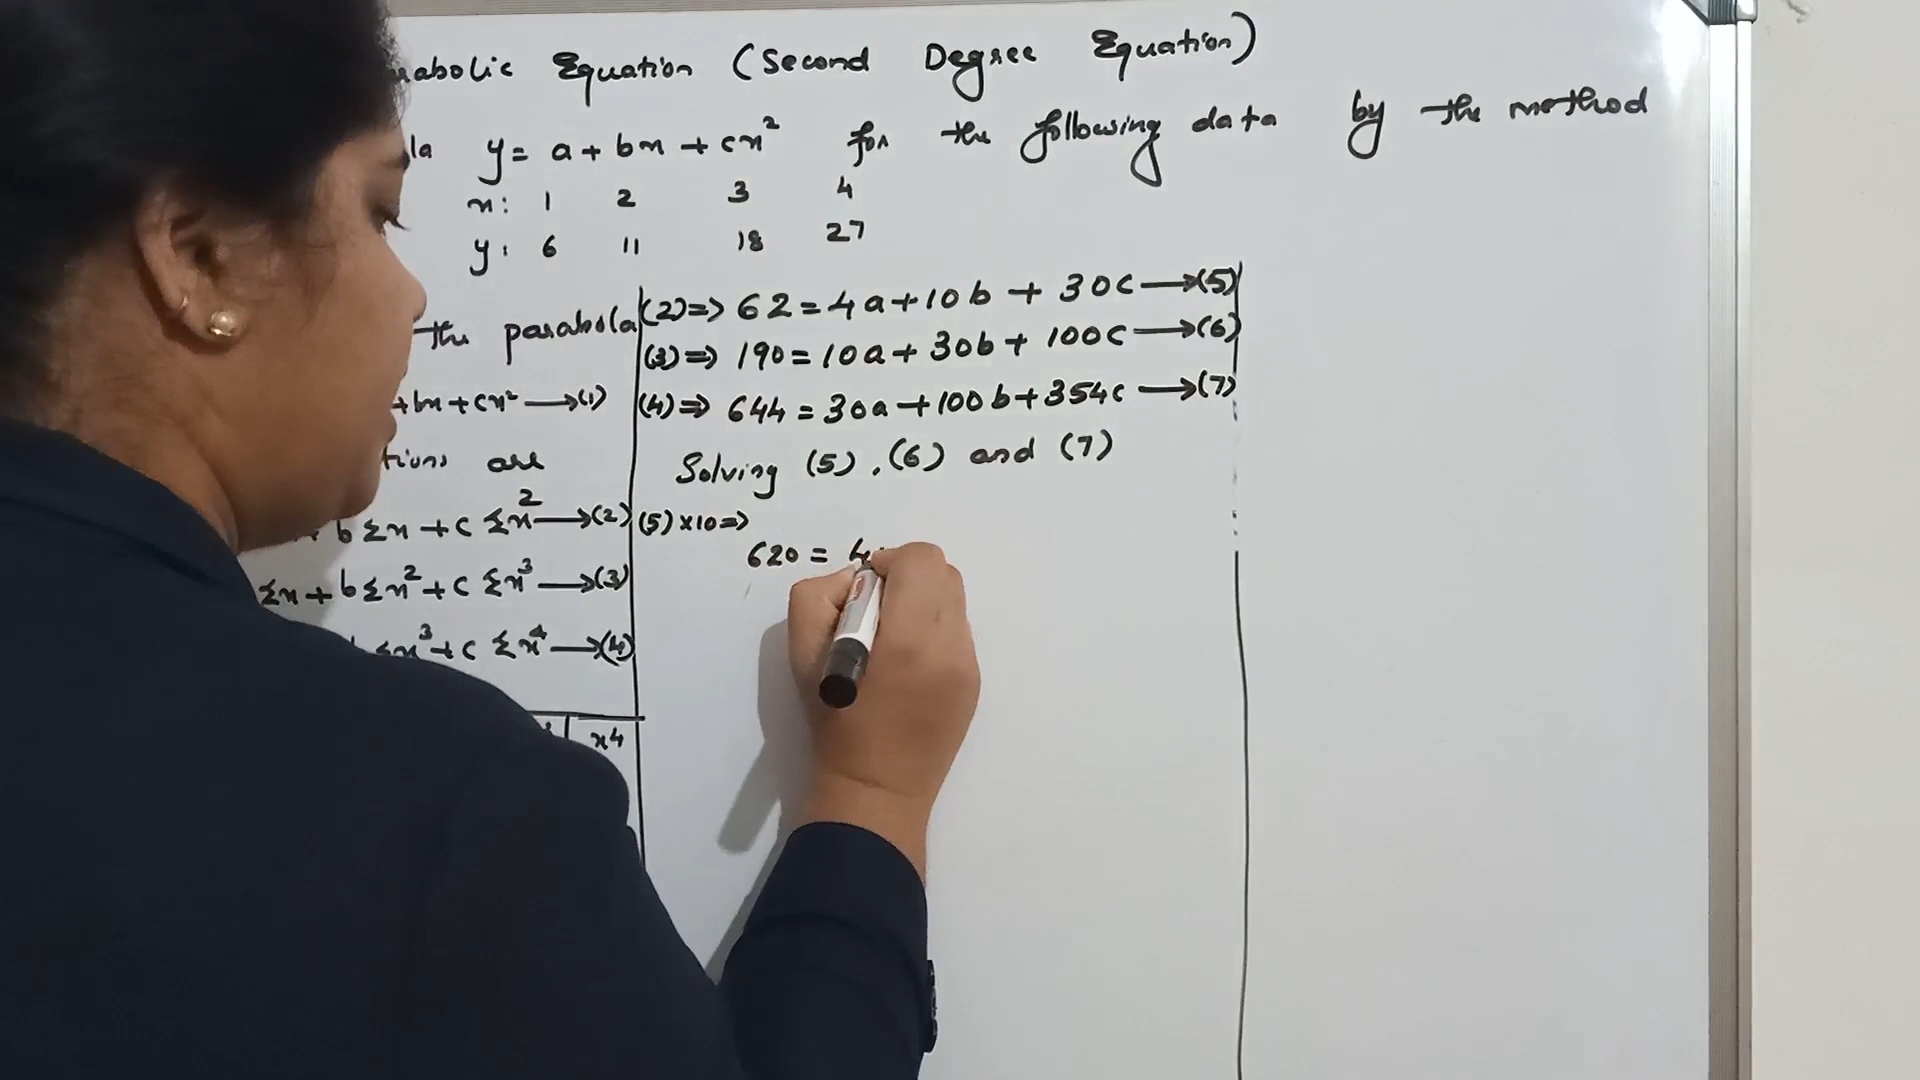 Equation (Second Degree Equation)
y = a + bx + cx² for the following data by the method
x: 1 2 3 4
y: 6 11 18 27
the parabola
+bx+cx² →(1)
are
b Σx + c Σx² →(2)
Σx + b Σx² + c Σx³ →(3)
Σx³ + c Σx⁴ →(4)
x4
(2)=> 62 = 4a + 10b + 30c →(5)
(3)=> 190 = 10a + 30b + 100c →(6)
(4)=> 644 = 30a + 100b + 354c →(7)
Solving (5), (6) and (7)
(5)×10=>
620 = 4